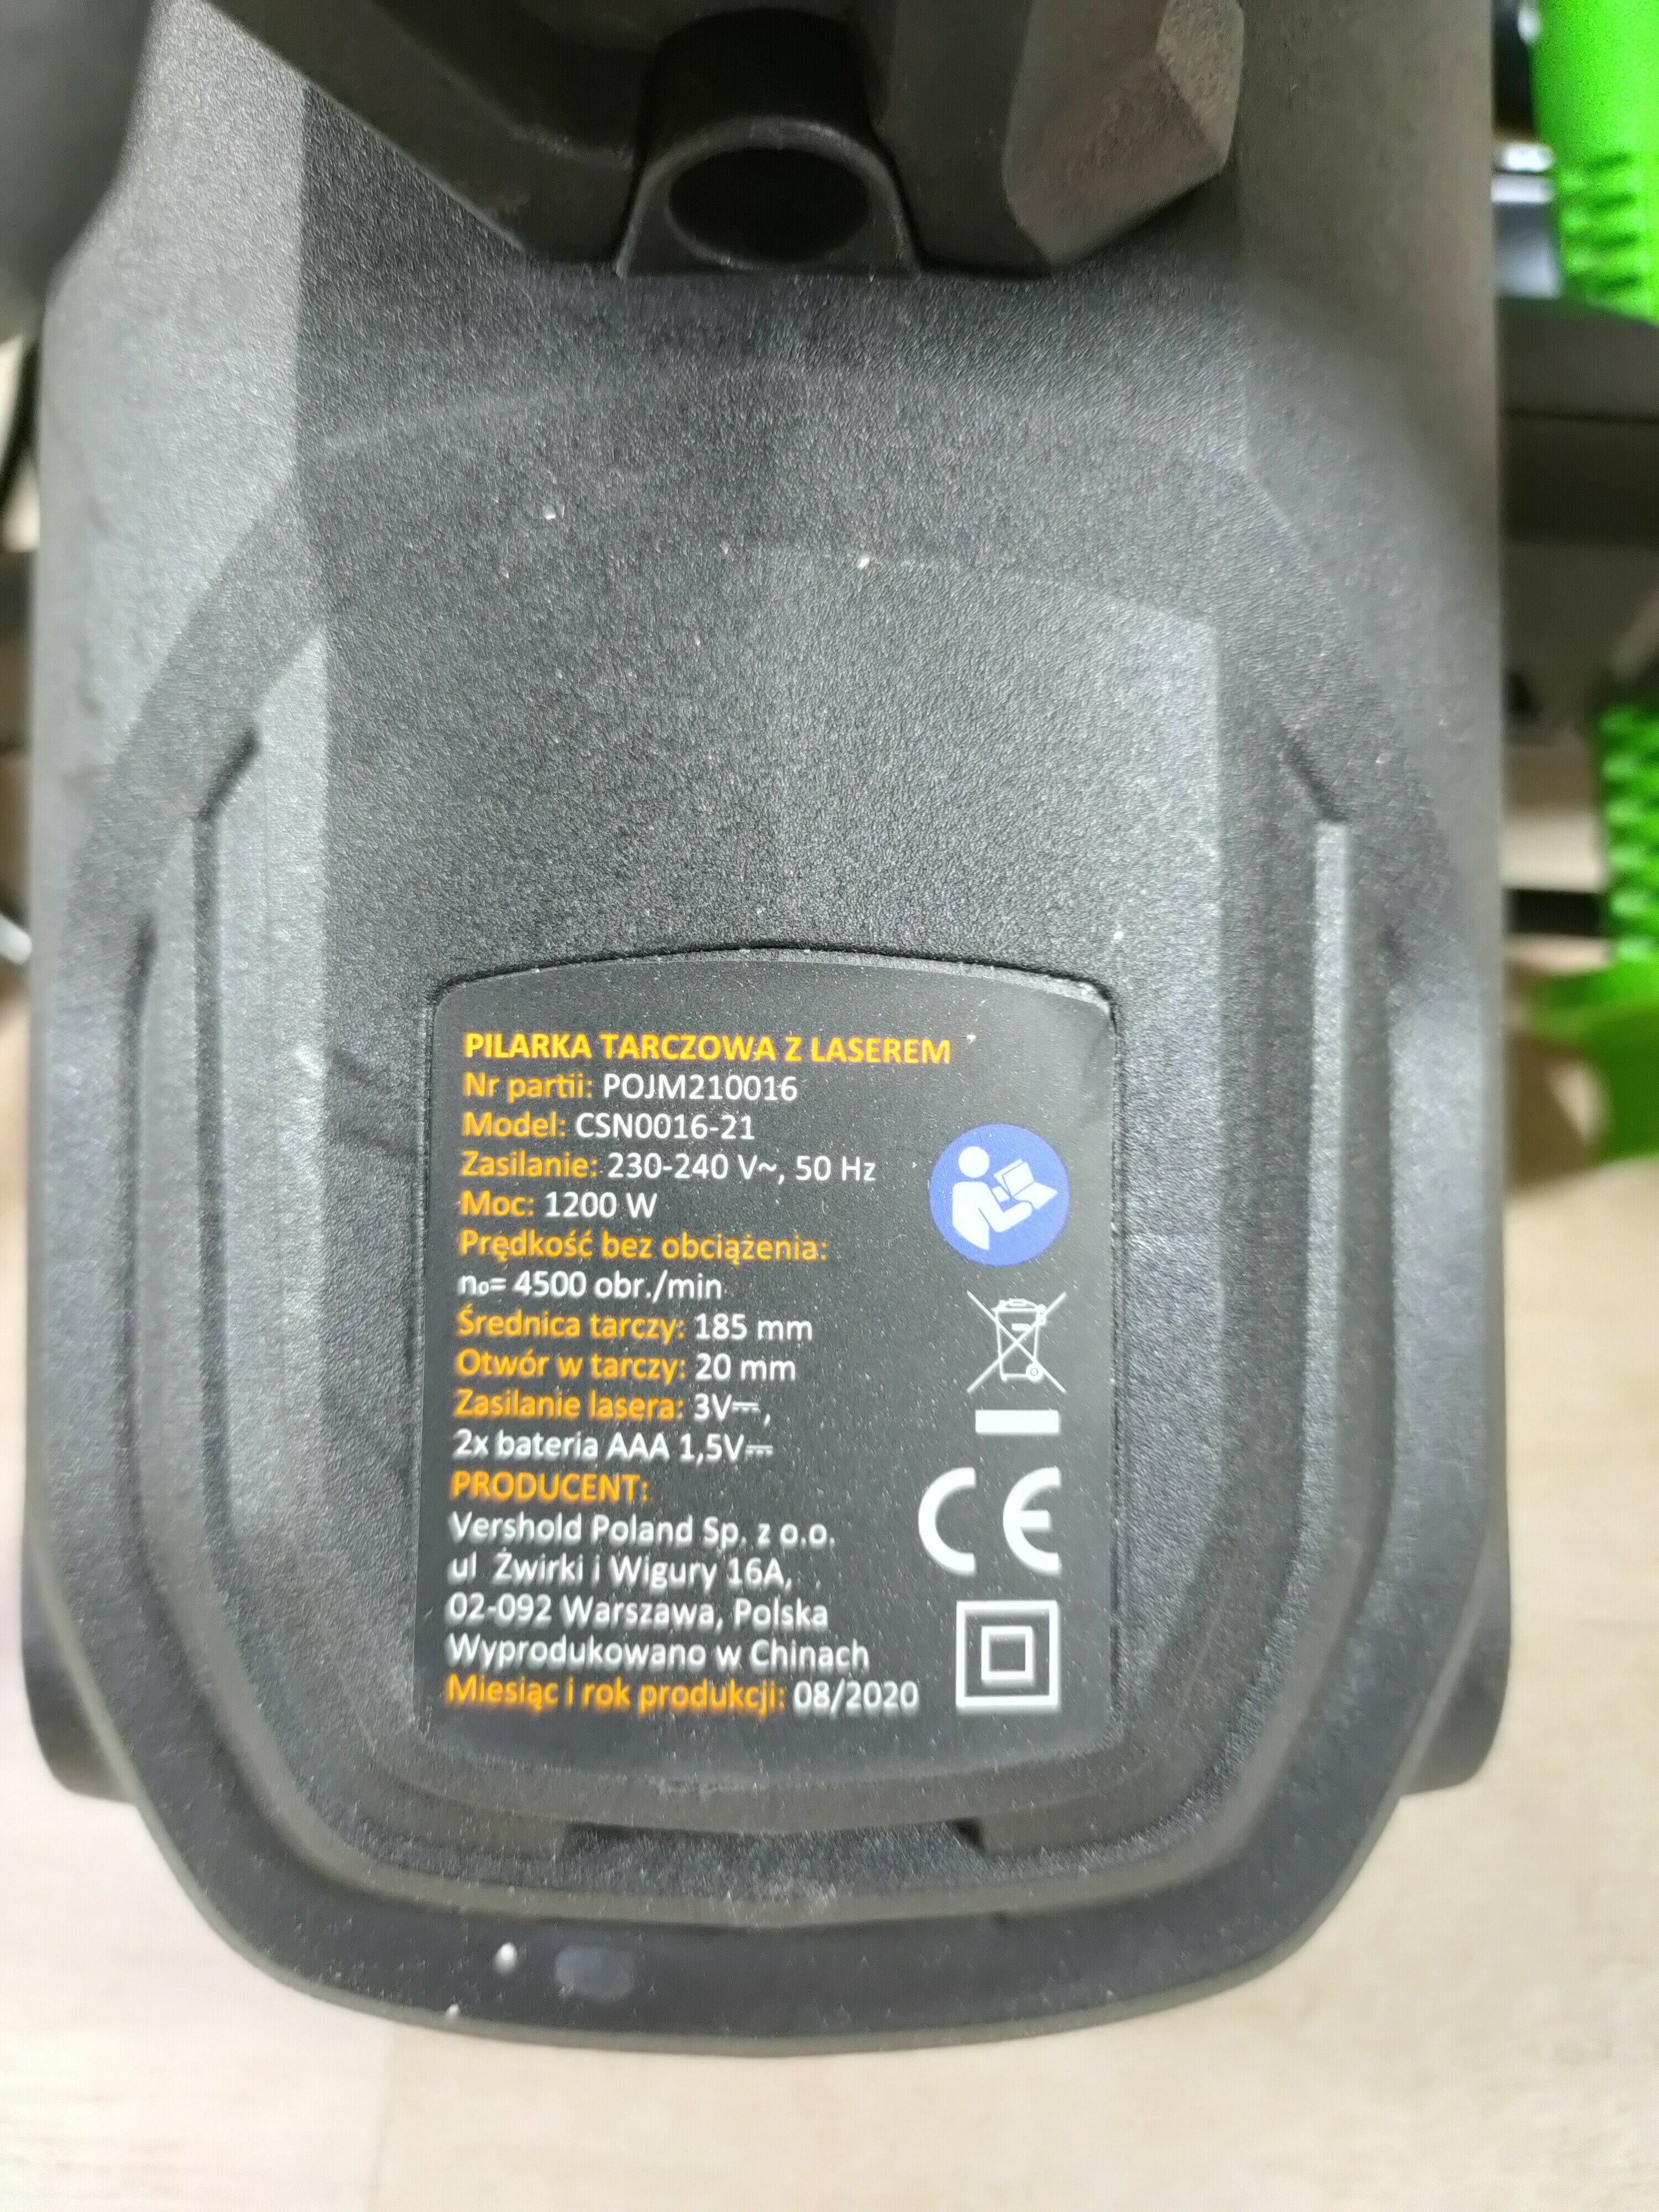 PILARKA TARCZOWA Z LASEREM
Nr partii: POJM210016
Model: CSN0016-21
Zasilanie: 230-240 V~, 50 Hz
Moc: 1200 W
Prędkość bez obciążenia:
n₀= 4500 obr./min
Średnica tarczy: 185 mm
Otwór w tarczy: 20 mm
Zasilanie lasera: 3V⎓,
2x bateria AAA 1,5V⎓
PRODUCENT:
Vershold Poland Sp. z o.o.
ul Żwirki i Wigury 16A,
02-092 Warszawa, Polska
Wyprodukowano w Chinach
Miesiąc i rok produkcji: 08/2020
CE